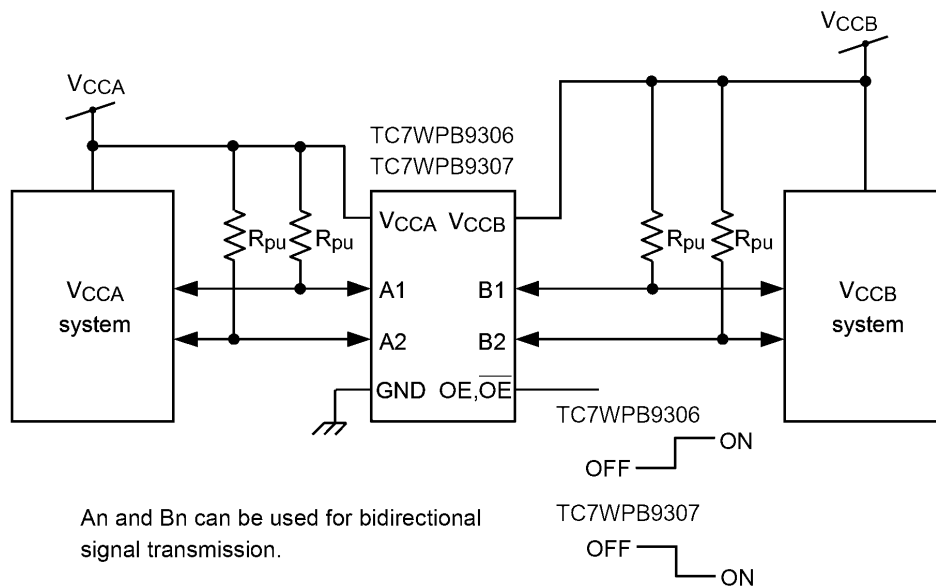 VCCB
VCCA
TC7WPB9306
TC7WPB9307
VCCA VCCB
Rpu Rpu Rpu Rpu
VCCA
system
A1 B1
A2 B2
VCCB
system
GND OE,O̅E̅
TC7WPB9306
ON
OFF
An and Bn can be used for bidirectional
signal transmission.
TC7WPB9307
OFF
ON